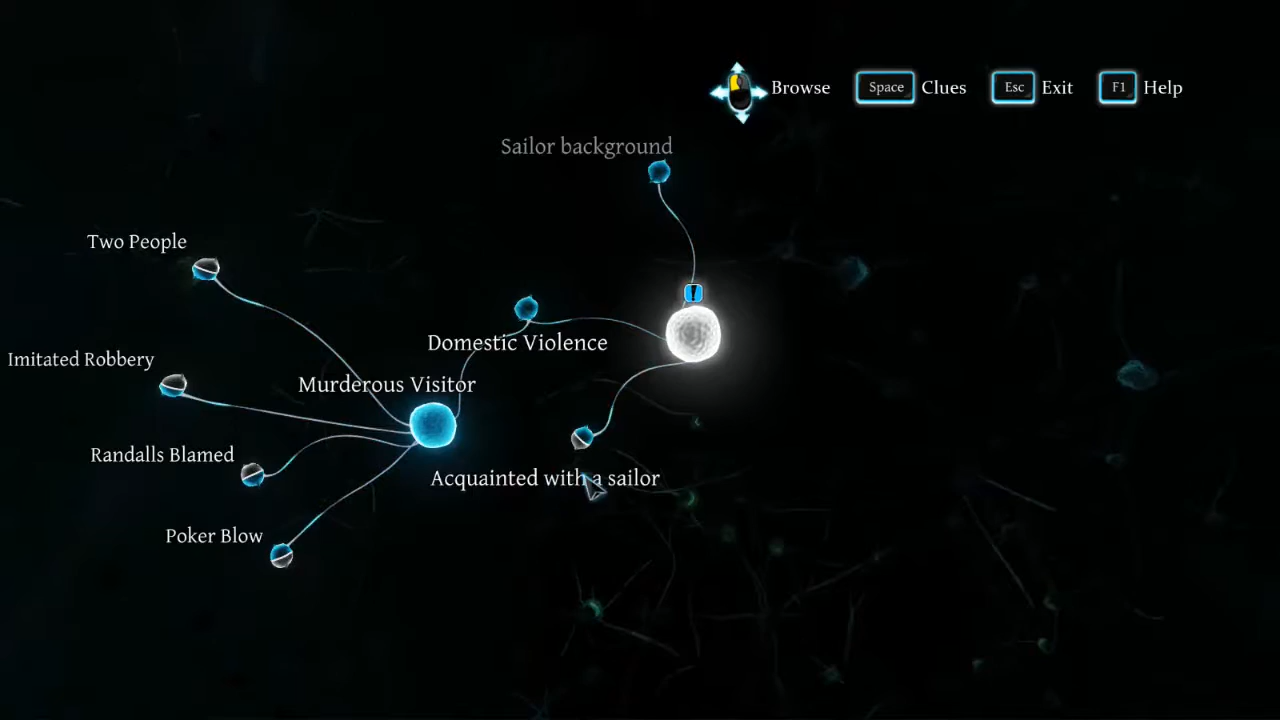 Browse
Space Clues
Esc Exit
F1 Help
Sailor background
Two People
Domestic Violence
Imitated Robbery
Murderous Visitor
Randalls Blamed
Acquainted with a sailor
Poker Blow